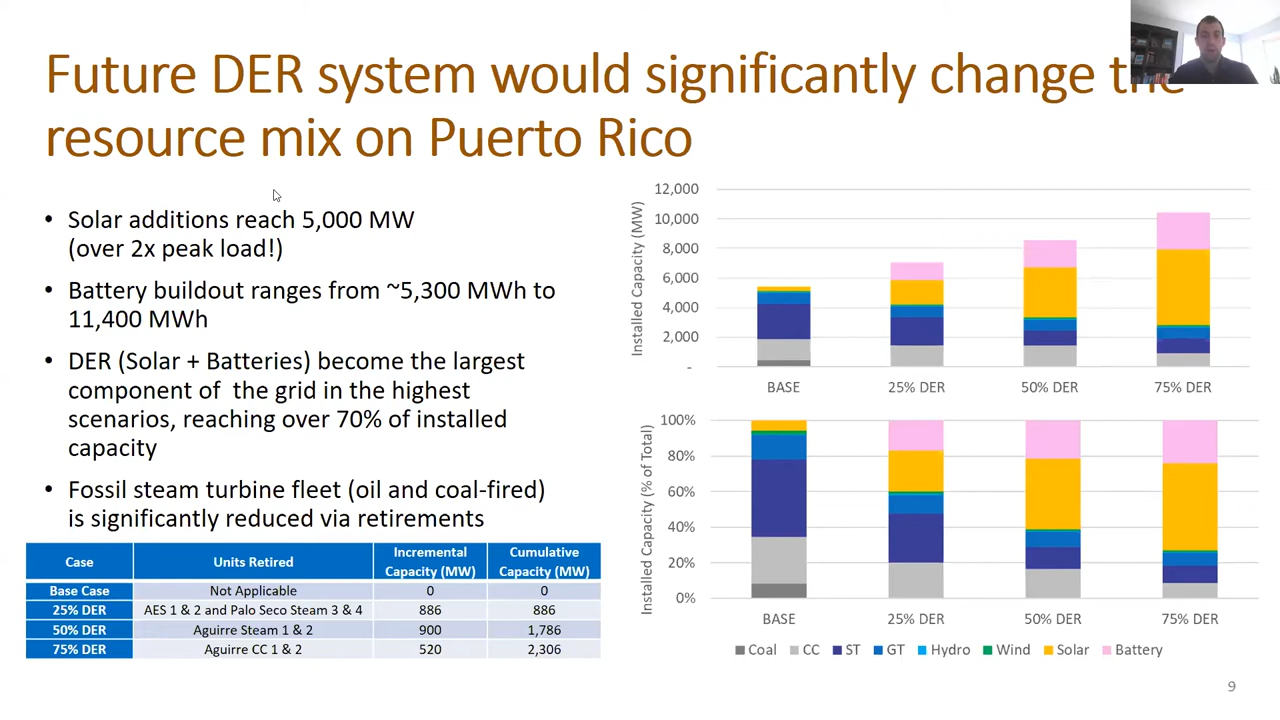 Future DER system would significantly change the
resource mix on Puerto Rico
• Solar additions reach 5,000 MW
(over 2x peak load!)
• Battery buildout ranges from ~5,300 MWh to
11,400 MWh
• DER (Solar + Batteries) become the largest
component of the grid in the highest
scenarios, reaching over 70% of installed
capacity
• Fossil steam turbine fleet (oil and coal-fired)
is significantly reduced via retirements
Case Units Retired Incremental Capacity (MW) Cumulative Capacity (MW)
Base Case Not Applicable 0 0
25% DER AES 1 & 2 and Palo Seco Steam 3 & 4 886 886
50% DER Aguirre Steam 1 & 2 900 1,786
75% DER Aguirre CC 1 & 2 520 2,306
Installed Capacity (MW)
12,000
10,000
8,000
6,000
4,000
2,000
-
BASE 25% DER 50% DER 75% DER
Installed Capacity (% of Total)
100%
80%
60%
40%
20%
0%
BASE 25% DER 50% DER 75% DER
Coal CC ST GT Hydro Wind Solar Battery
9